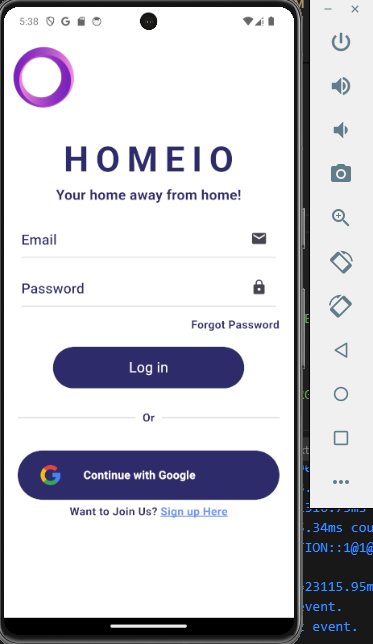 5:38
HOMEIO
Your home away from home!
Email
Password
Forgot Password
Log in
Or
Continue with Google
Want to Join Us? Sign up Here
.34ms cou
TION::1@1@
=23115.95m
event.
event.